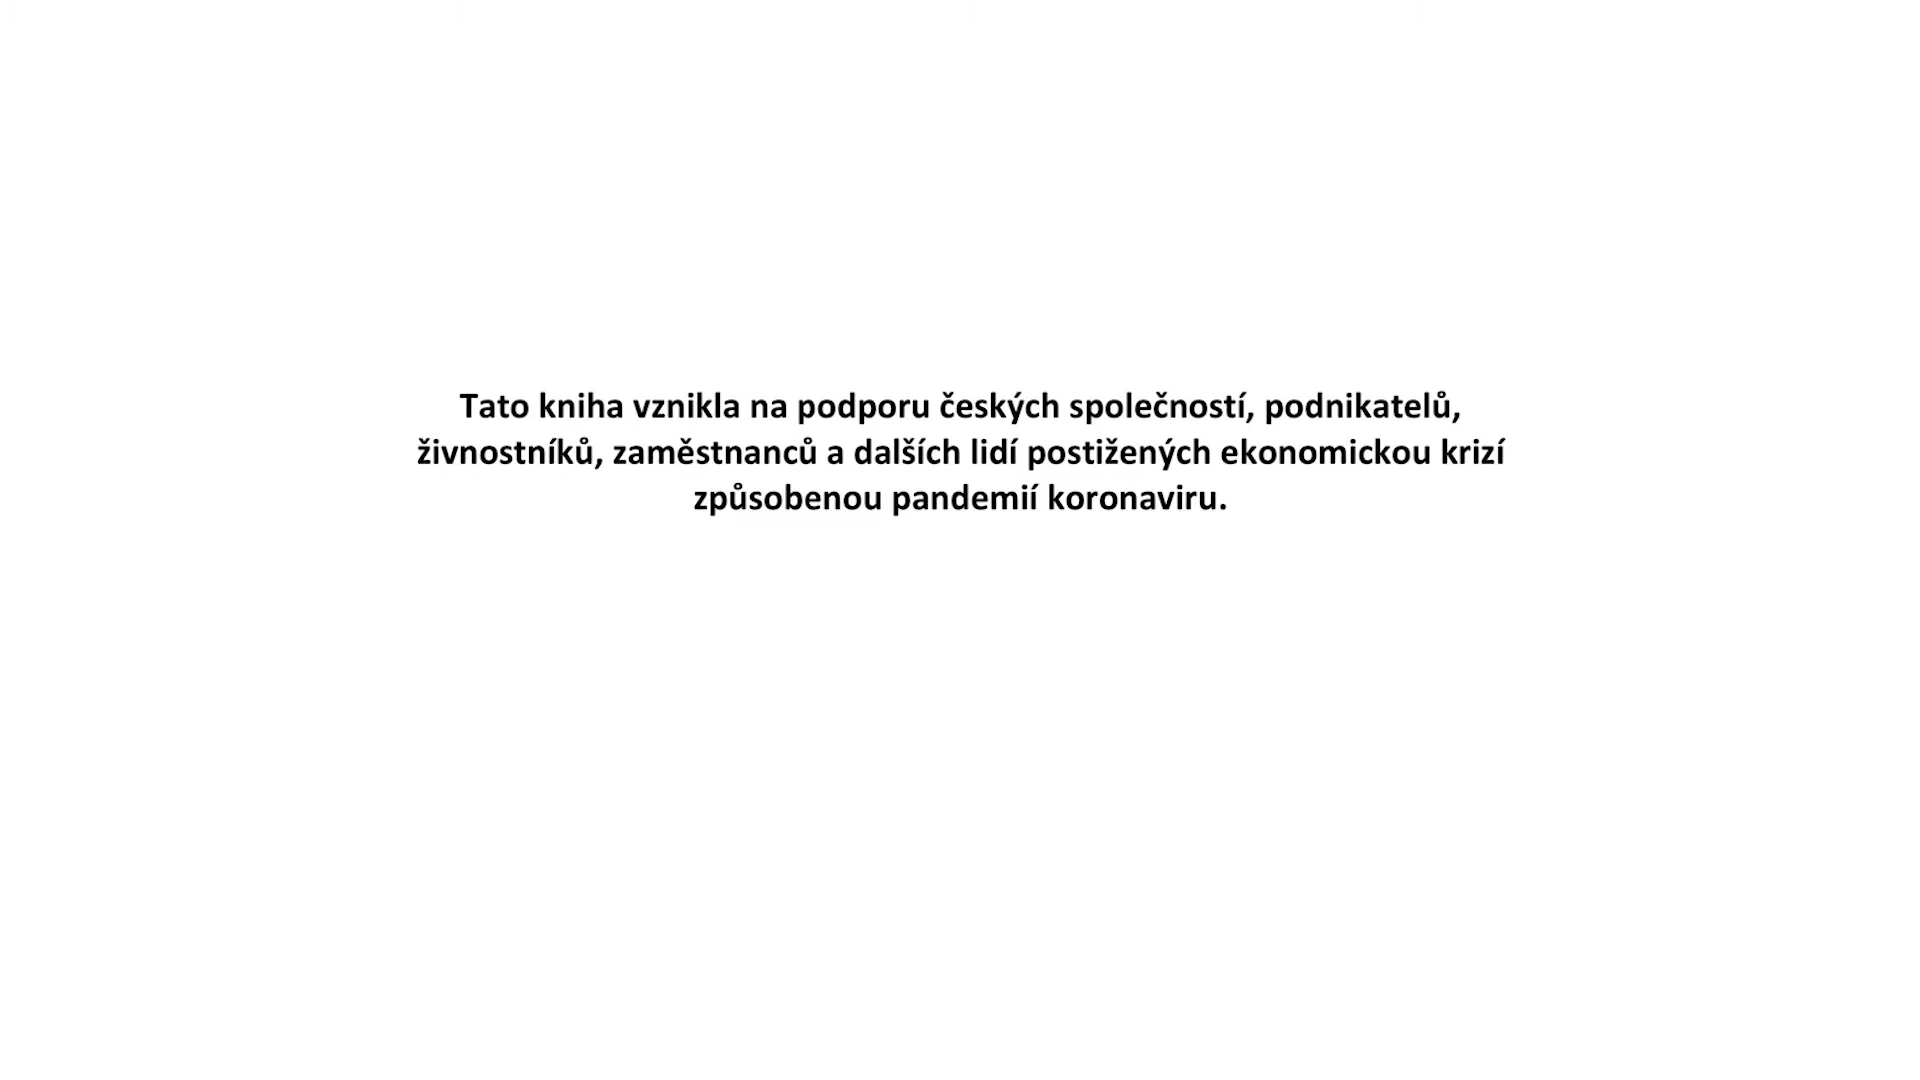 Tato kniha vznikla na podporu českých společností, podnikatelů,
živnostníků, zaměstnanců a dalších lidí postižených ekonomickou krizí
způsobenou pandemií koronaviru.